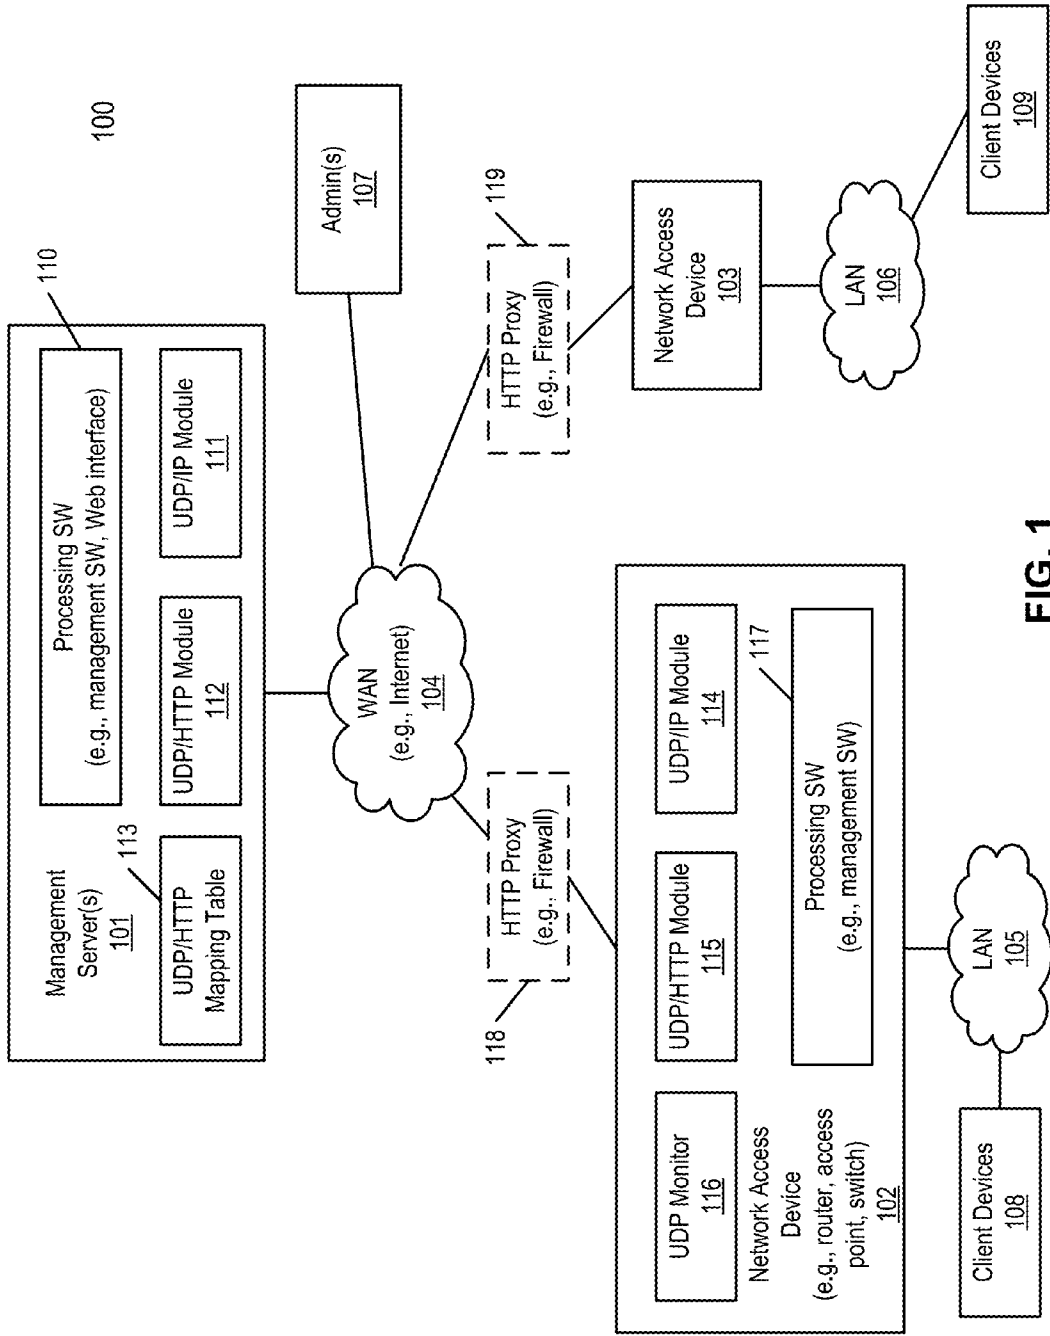 100
110
Processing SW
(e.g., management SW, Web interface)
Management
Server(s)
101
113
UDP/HTTP
Mapping Table
UDP/HTTP Module
112
UDP/IP Module
111
Admin(s)
107
WAN
(e.g., Internet)
104
118
HTTP Proxy
(e.g., Firewall)
HTTP Proxy
(e.g., Firewall)
119
UDP Monitor
116
UDP/HTTP Module
115
UDP/IP Module
114
117
Processing SW
(e.g., management SW)
Network Access
Device
(e.g., router, access
point, switch)
102
Network Access
Device
103
LAN
106
Client Devices
109
LAN
105
Client Devices
108
FIG. 1